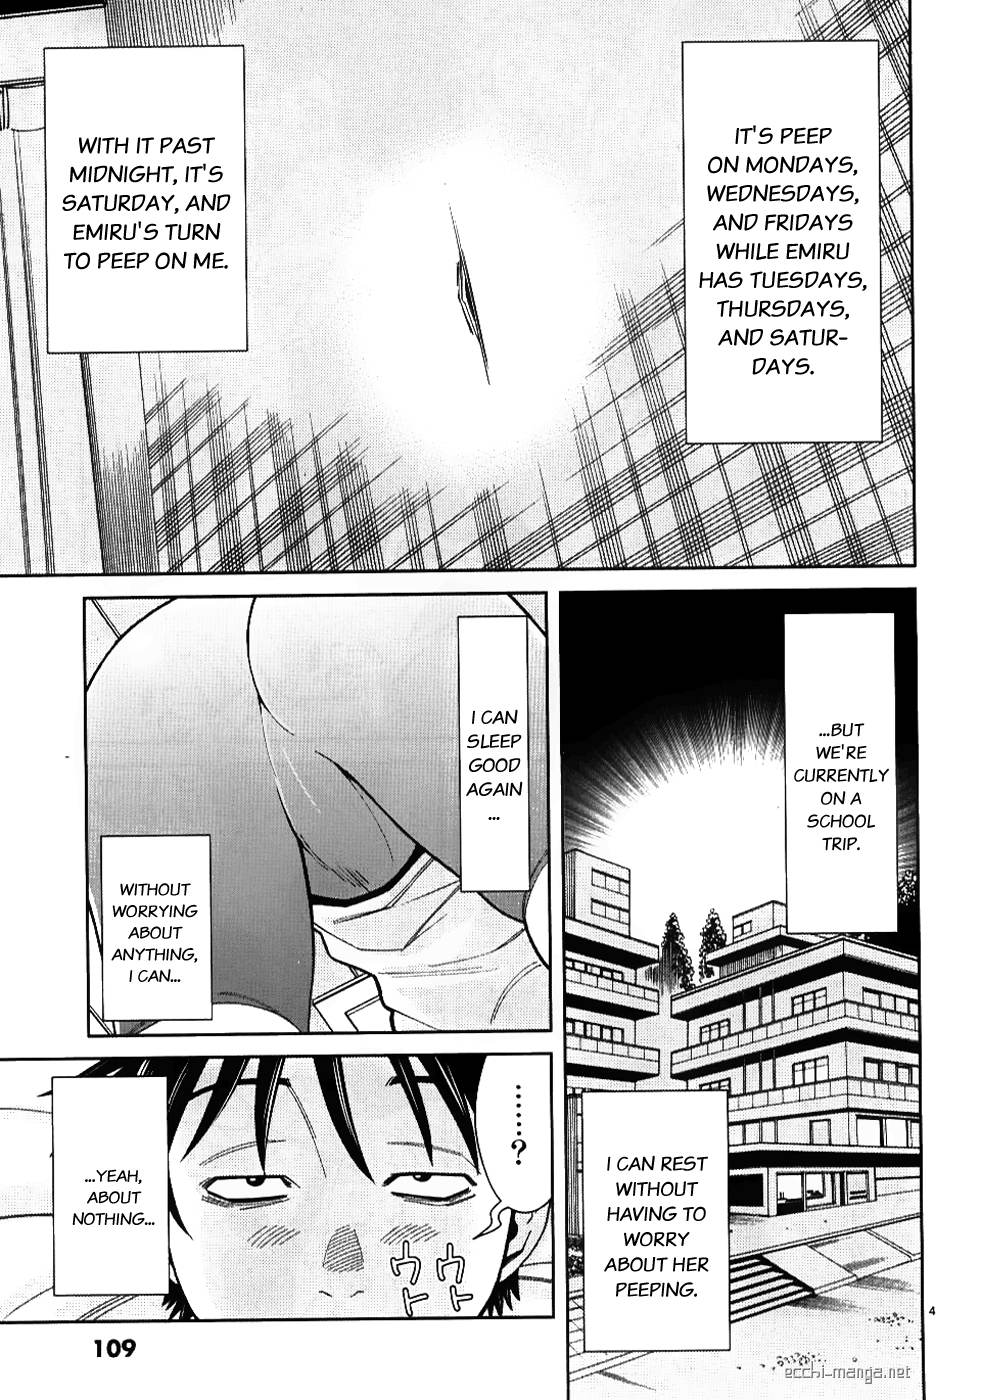 IT'S PEEP
ON MONDAYS,
WEDNESDAYS,
AND FRIDAYS
WHILE EMIRU
HAS TUESDAYS,
THURSDAYS,
AND SATUR-
DAYS.
WITH IT PAST
MIDNIGHT, IT'S
SATURDAY, AND
EMIRU'S TURN
TO PEEP ON ME.
...BUT
WE'RE
CURRENTLY
ON A
SCHOOL
TRIP.
I CAN REST
WITHOUT
HAVING TO
WORRY
ABOUT HER
PEEPING.
I CAN
SLEEP
GOOD
AGAIN
...
WITHOUT
WORRYING
ABOUT
ANYTHING,
I CAN...
......?
...YEAH,
ABOUT
NOTHING...
ウト
ウト
4
109
ecchi-manga.net